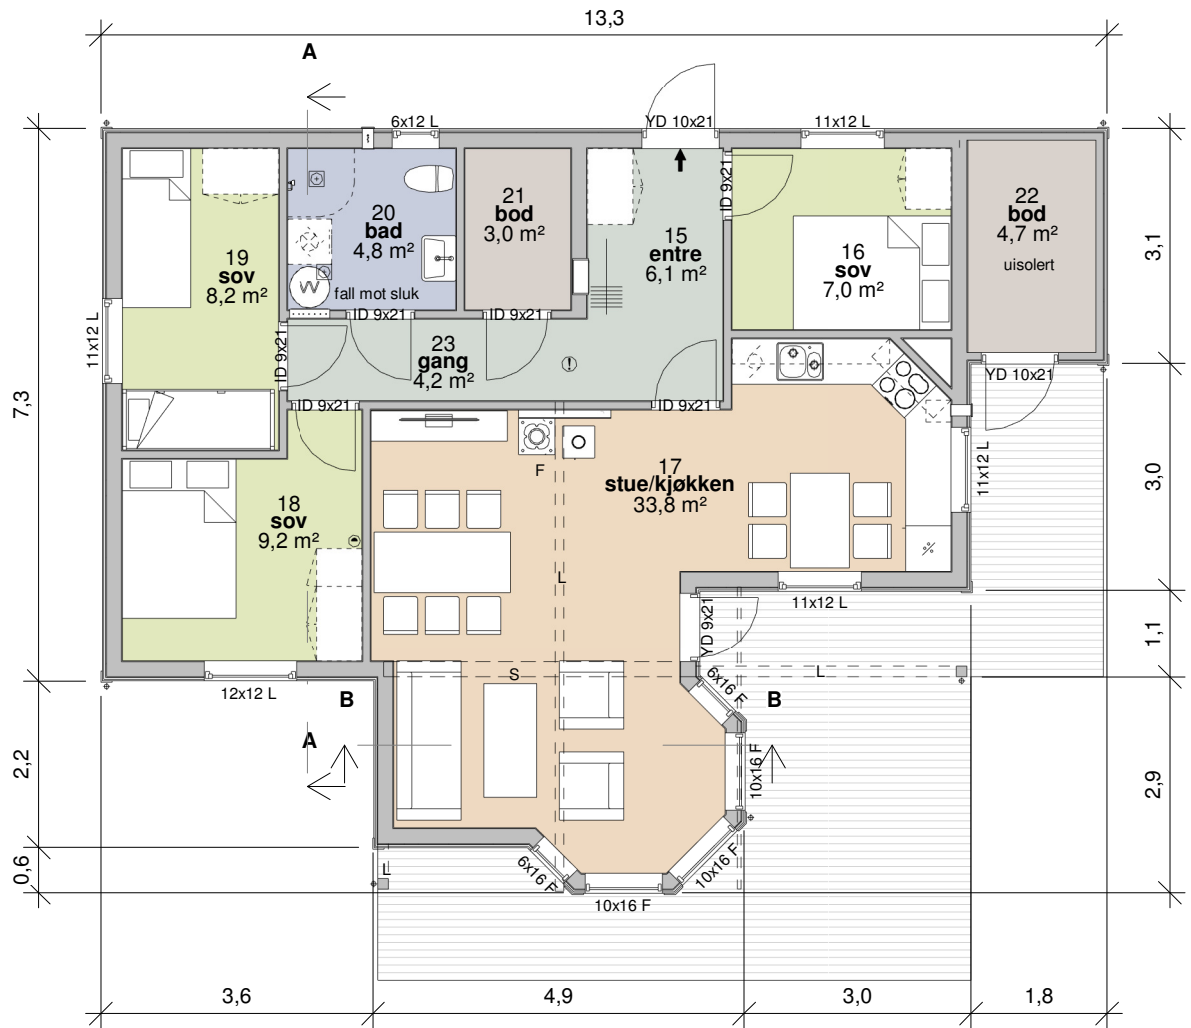 13,3
A
6x12 L
YD 10x21
11x12 L
20
bad
4,8 m²
fall mot sluk
W
21
bod
3,0 m²
15
entre
6,1 m²
ID 9x21
16
sov
7,0 m²
22
bod
4,7 m²
uisolert
3,1
19
sov
8,2 m²
11x12 L
ID 9x21
ID 9x21
ID 9x21
23
gang
4,2 m²
YD 10x21
7,3
ID 9x21
ID 9x21
F
17
stue/kjøkken
33,8 m²
11x12 L
3,0
18
sov
9,2 m²
%
L
11x12 L
YD 9x21
1,1
S
L
12x12 L
B
6x16 F
B
A
10x16 F
2,2
2,9
0,6
L
6x16 F
10x16 F
10x16 F
3,6
4,9
3,0
1,8